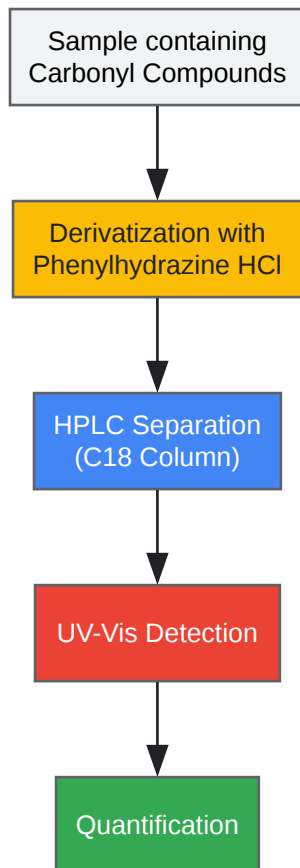 Sample containing
Carbonyl Compounds
Derivatization with
Phenylhydrazine HCl
HPLC Separation
(C18 Column)
UV-Vis Detection
Quantification